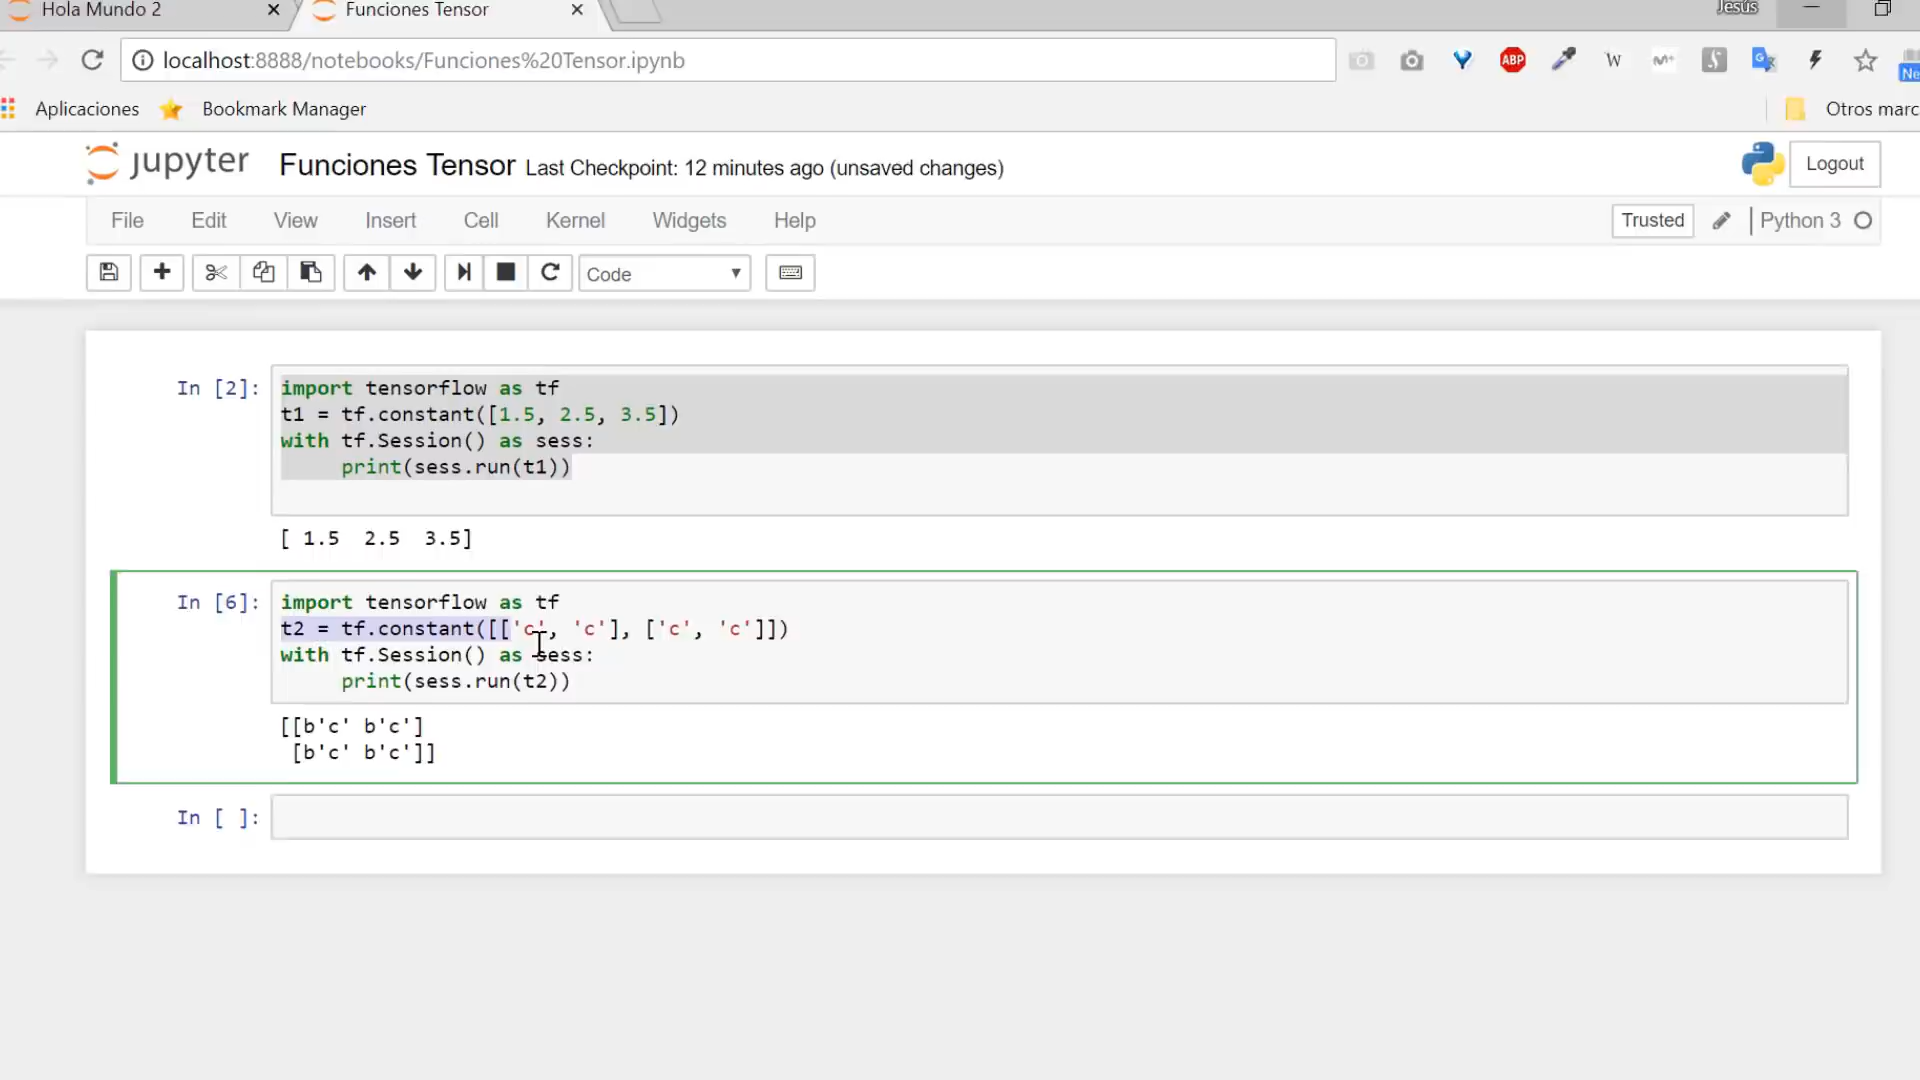 Hola Mundo 2
Funciones Tensor
Jesús
localhost:8888/notebooks/Funciones%20Tensor.ipynb
ABP
W
Ne
Aplicaciones
Bookmark Manager
Otros marc
jupyter
Funciones Tensor Last Checkpoint: 12 minutes ago (unsaved changes)
Logout
File Edit View Insert Cell Kernel Widgets Help
Trusted
Python 3
Code
In [2]:
import tensorflow as tf
t1 = tf.constant([1.5, 2.5, 3.5])
with tf.Session() as sess:
print(sess.run(t1))
[ 1.5 2.5 3.5]
In [6]:
import tensorflow as tf
t2 = tf.constant([['c', 'c'], ['c', 'c']])
with tf.Session() as sess:
print(sess.run(t2))
[[b'c' b'c']
[b'c' b'c']]
In [ ]: